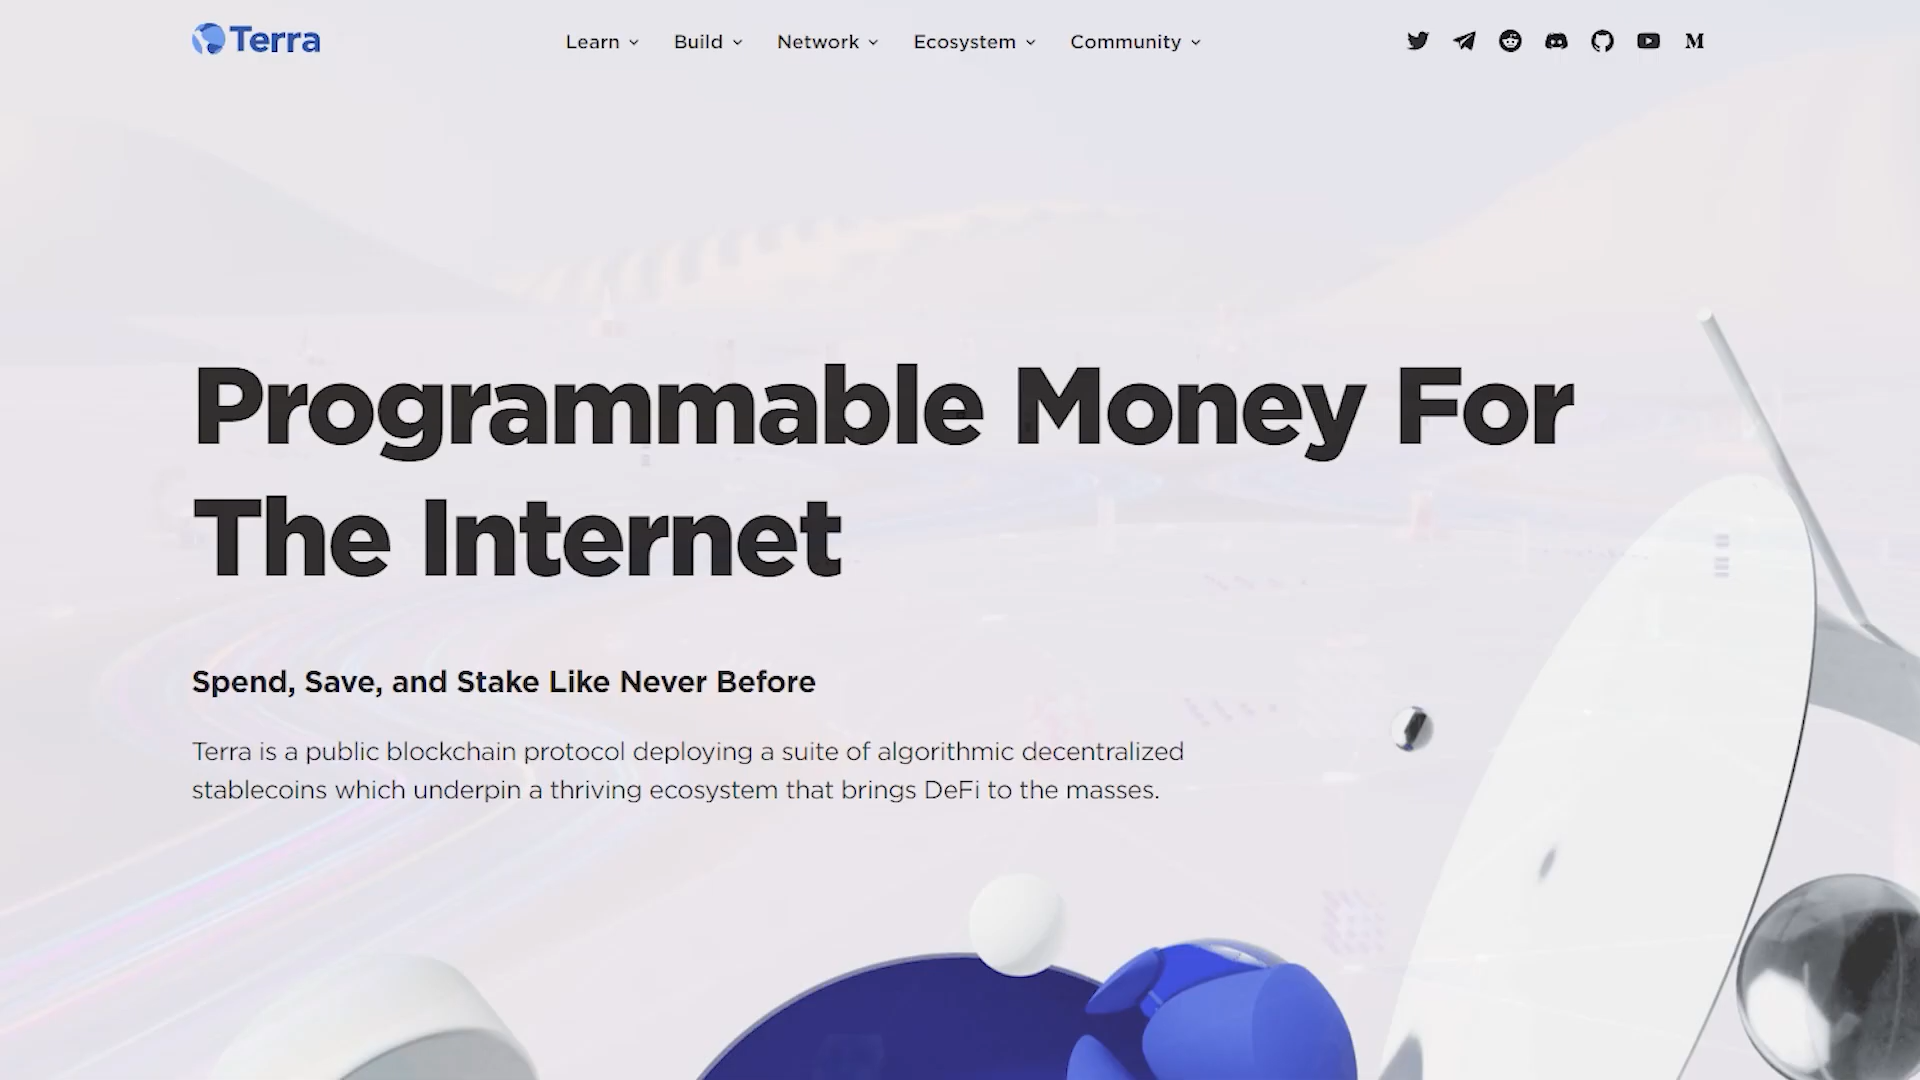 Terra
Learn Build Network Ecosystem Community
Programmable Money For
The Internet
Spend, Save, and Stake Like Never Before
Terra is a public blockchain protocol deploying a suite of algorithmic decentralized
stablecoins which underpin a thriving ecosystem that brings DeFi to the masses.